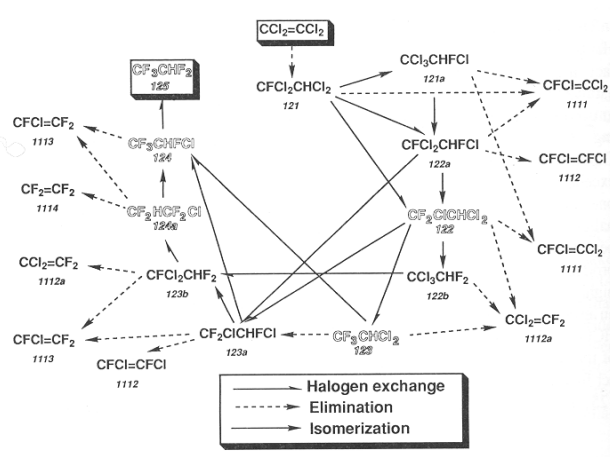 CCl2=CCl2
CCl3CHFCl
121a
CF3CHF2
125
CFCl2CHCl2
121
CFCl=CCl2
1111
CFCl=CF2
1113
CF3CHFCl
124
CFCl2CHFCl
122a
CFCl=CFCl
1112
CF2=CF2
1114
CF2HCF2Cl
124a
CF2ClCHCl2
122
CFCl=CCl2
1111
CCl2=CF2
1112a
CFCl2CHF2
123b
CCl3CHF2
122b
CCl2=CF2
1112a
CFCl=CF2
1113
CF2ClCHFCl
123a
CF3CHCl2
123
CFCl=CFCl
1112
Halogen exchange
Elimination
Isomerization